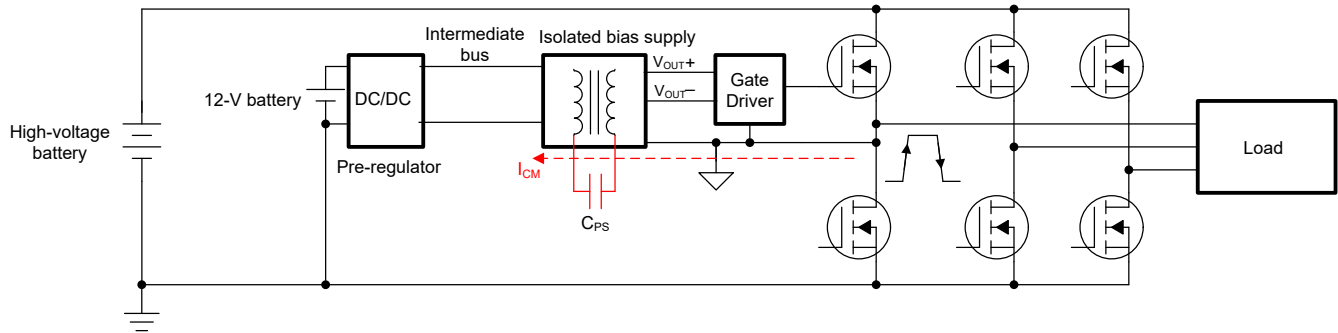 Intermediate
bus
Isolated bias supply
VOUT+
VOUT–
Gate
Driver
DC/DC
12-V battery
High-voltage
battery
Pre-regulator
ICM
CPS
Load